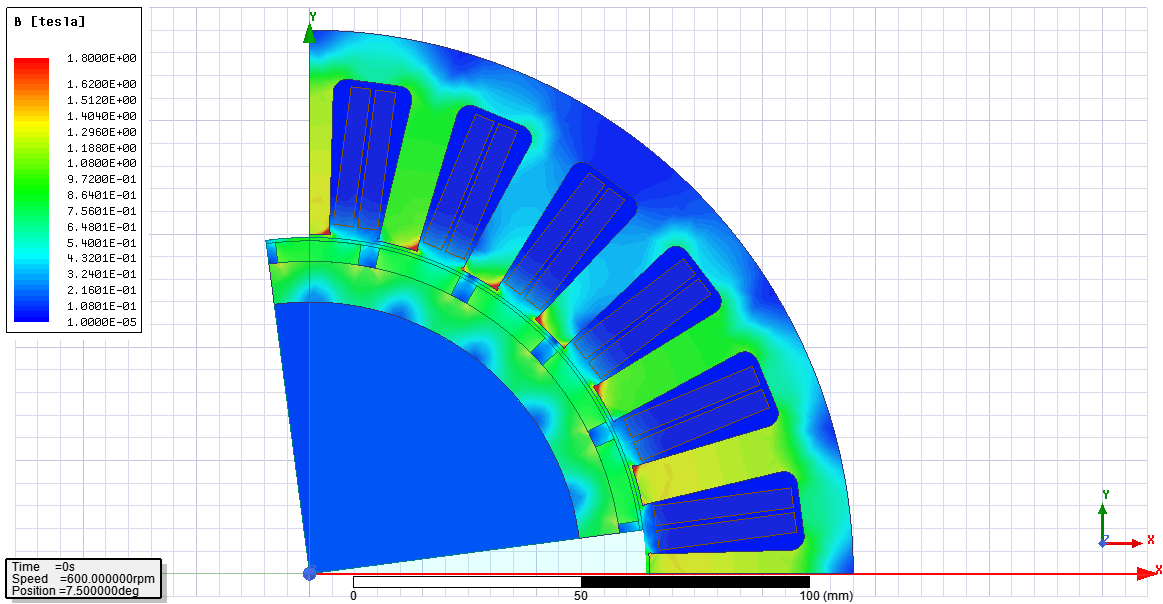 B [tesla]
1.8000E+00
1.6200E+00
1.5120E+00
1.4040E+00
1.2960E+00
1.1880E+00
1.0800E+00
9.7200E-01
8.6401E-01
7.5601E-01
6.4801E-01
5.4001E-01
4.3201E-01
3.2401E-01
2.1601E-01
1.0801E-01
1.0000E-05
Y
Y
Z
X
X
Time =0s
Speed =600.000000rpm
Position =7.500000deg
0 50 100 (mm)